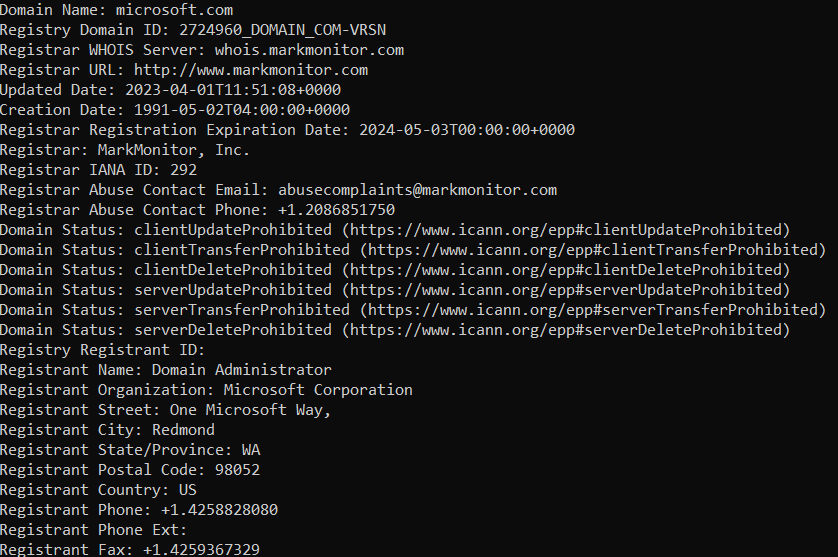 Domain Name: microsoft.com
Registry Domain ID: 2724960_DOMAIN_COM-VRSN
Registrar WHOIS Server: whois.markmonitor.com
Registrar URL: http://www.markmonitor.com
Updated Date: 2023-04-01T11:51:08+0000
Creation Date: 1991-05-02T04:00:00+0000
Registrar Registration Expiration Date: 2024-05-03T00:00:00+0000
Registrar: MarkMonitor, Inc.
Registrar IANA ID: 292
Registrar Abuse Contact Email: abusecomplaints@markmonitor.com
Registrar Abuse Contact Phone: +1.2086851750
Domain Status: clientUpdateProhibited (https://www.icann.org/epp#clientUpdateProhibited)
Domain Status: clientTransferProhibited (https://www.icann.org/epp#clientTransferProhibited)
Domain Status: clientDeleteProhibited (https://www.icann.org/epp#clientDeleteProhibited)
Domain Status: serverUpdateProhibited (https://www.icann.org/epp#serverUpdateProhibited)
Domain Status: serverTransferProhibited (https://www.icann.org/epp#serverTransferProhibited)
Domain Status: serverDeleteProhibited (https://www.icann.org/epp#serverDeleteProhibited)
Registry Registrant ID:
Registrant Name: Domain Administrator
Registrant Organization: Microsoft Corporation
Registrant Street: One Microsoft Way,
Registrant City: Redmond
Registrant State/Province: WA
Registrant Postal Code: 98052
Registrant Country: US
Registrant Phone: +1.4258828080
Registrant Phone Ext:
Registrant Fax: +1.4259367329